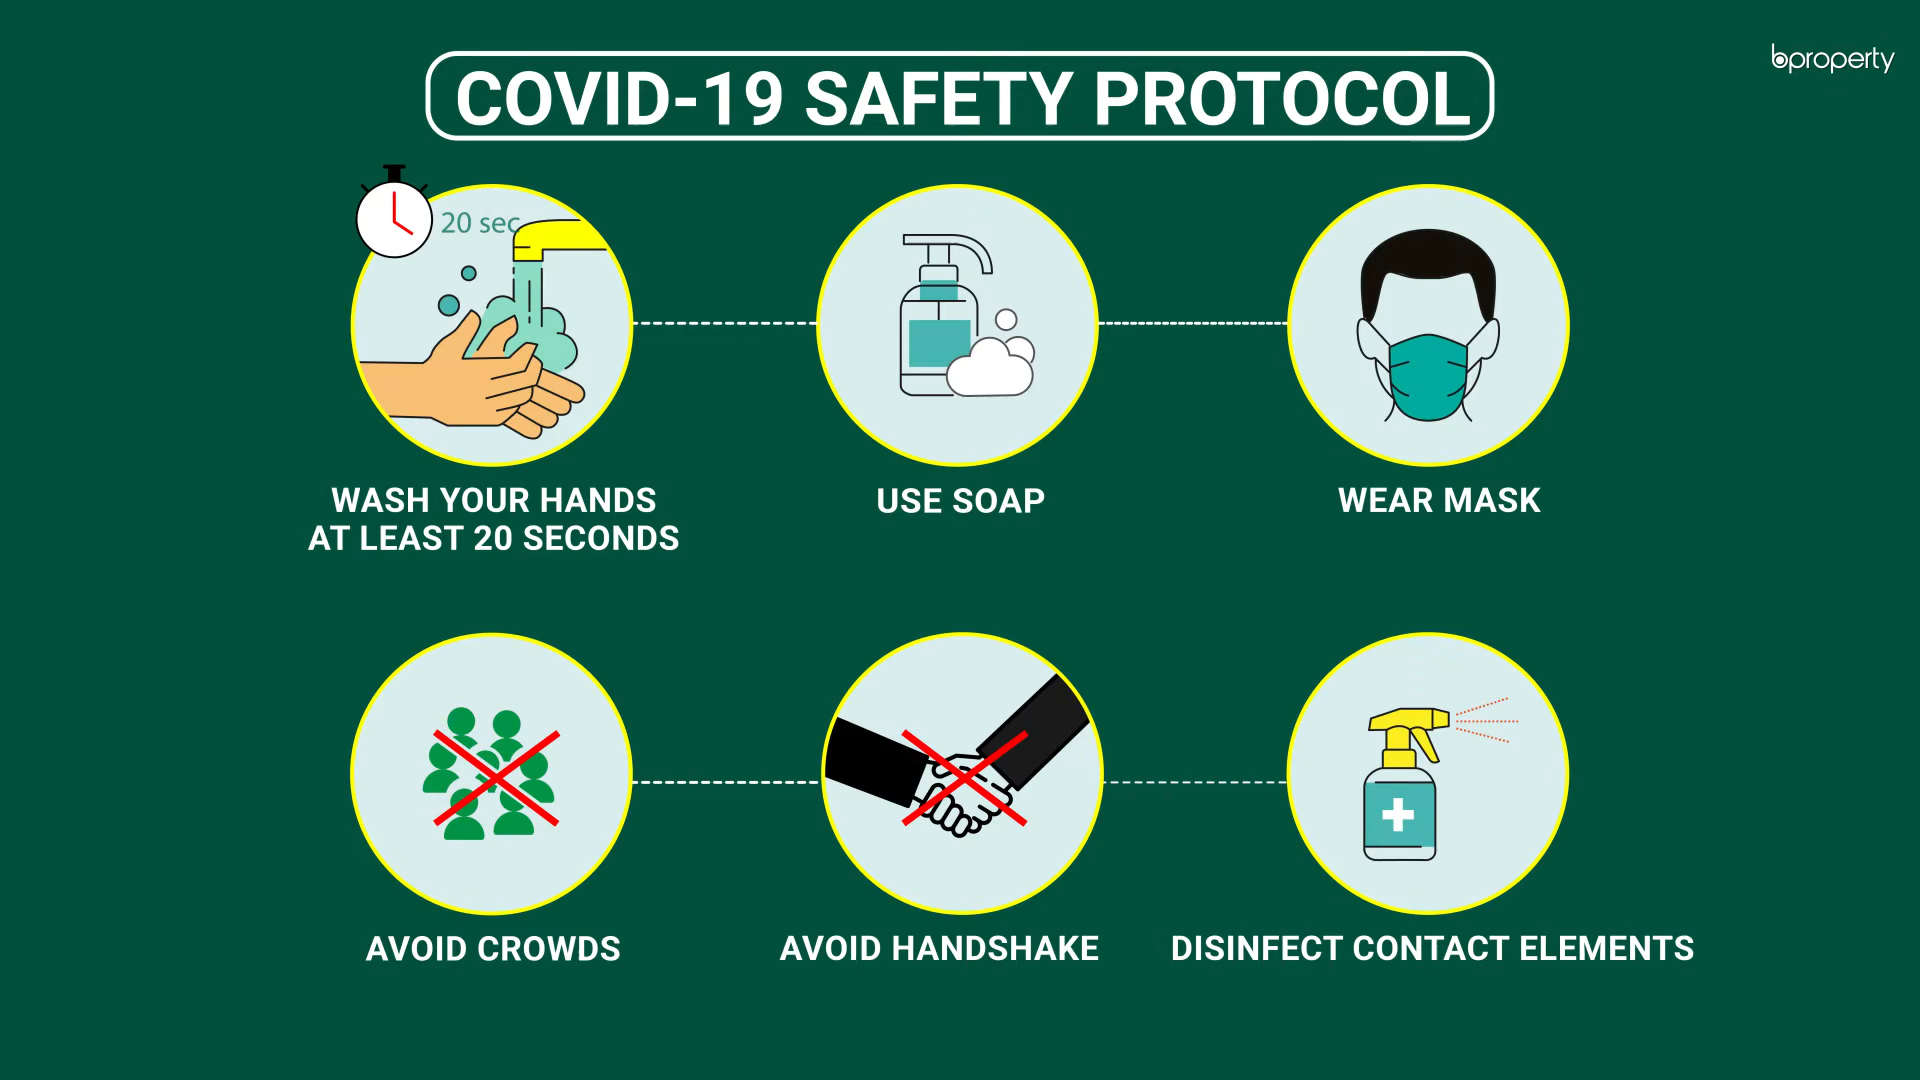 COVID-19 SAFETY PROTOCOL
bproperty
20 sec
WASH YOUR HANDS
AT LEAST 20 SECONDS
USE SOAP
WEAR MASK
AVOID CROWDS
AVOID HANDSHAKE
DISINFECT CONTACT ELEMENTS